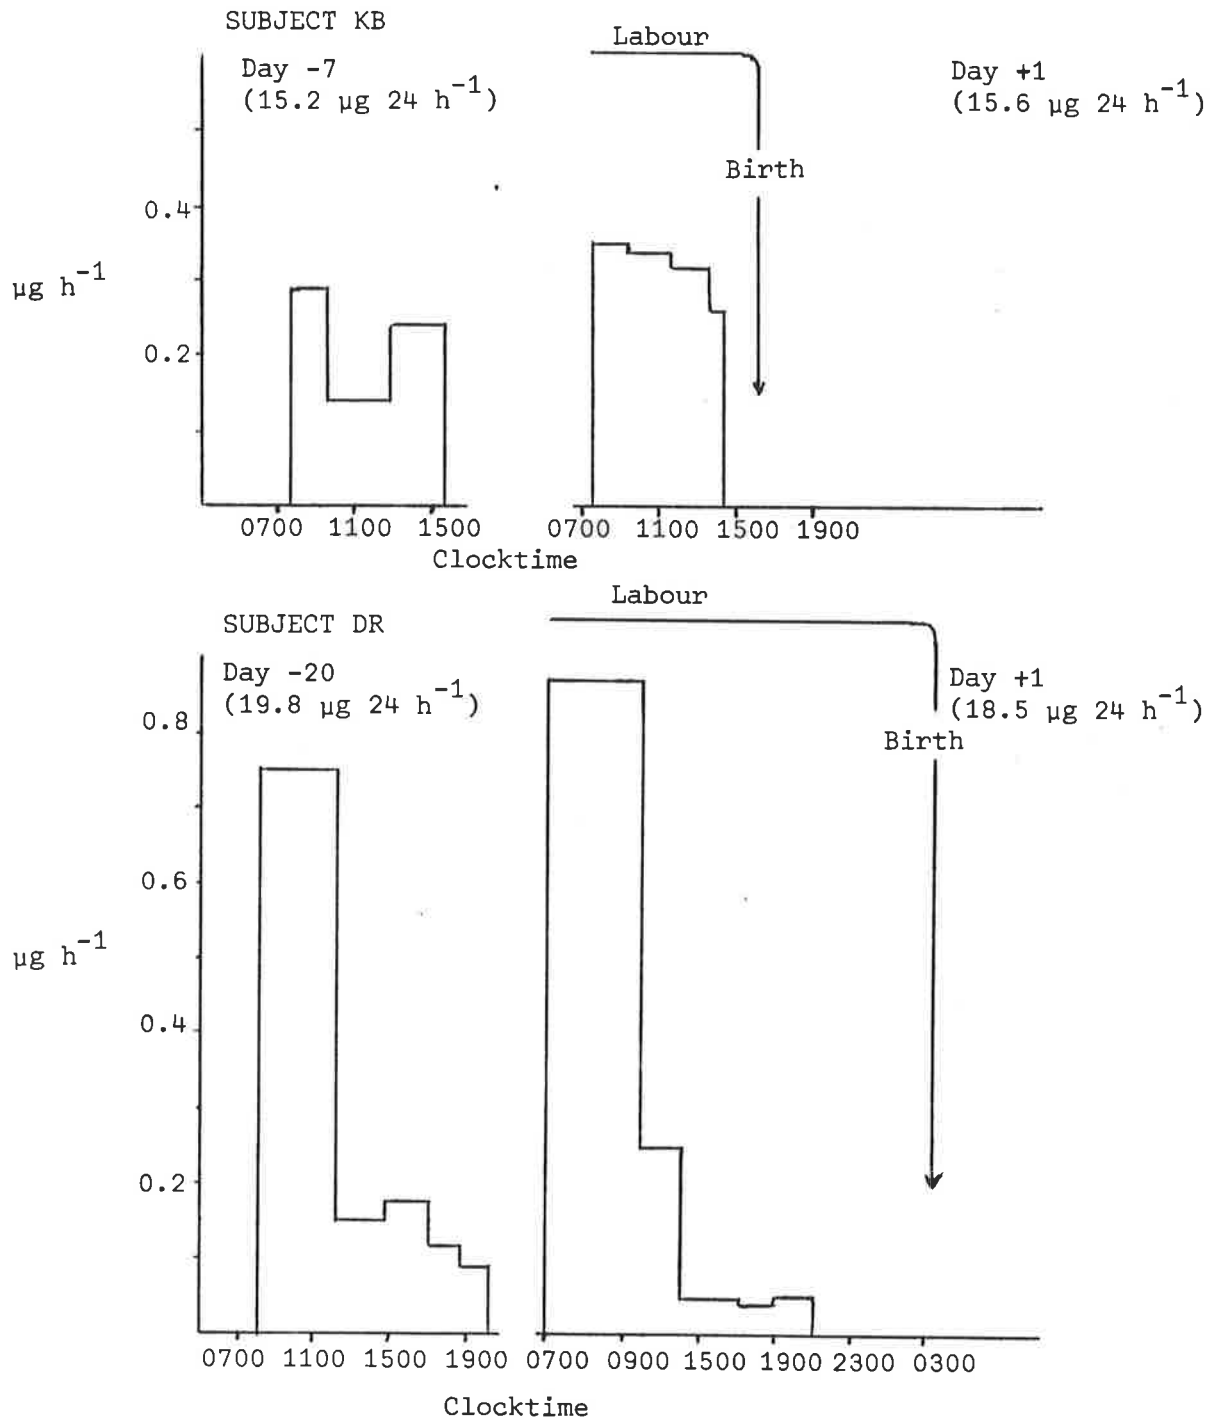 SUBJECT KB
Labour
Day -7
(15.2 µg 24 h⁻¹)
Day +1
(15.6 µg 24 h⁻¹)
Birth
0.4
µg h⁻¹
0.2
0700 1100 1500
0700 1100 1500 1900
Clocktime
Labour
SUBJECT DR
Day -20
(19.8 µg 24 h⁻¹)
Day +1
(18.5 µg 24 h⁻¹)
Birth
0.8
0.6
µg h⁻¹
0.4
0.2
0700 1100 1500 1900
0700 0900 1500 1900 2300 0300
Clocktime